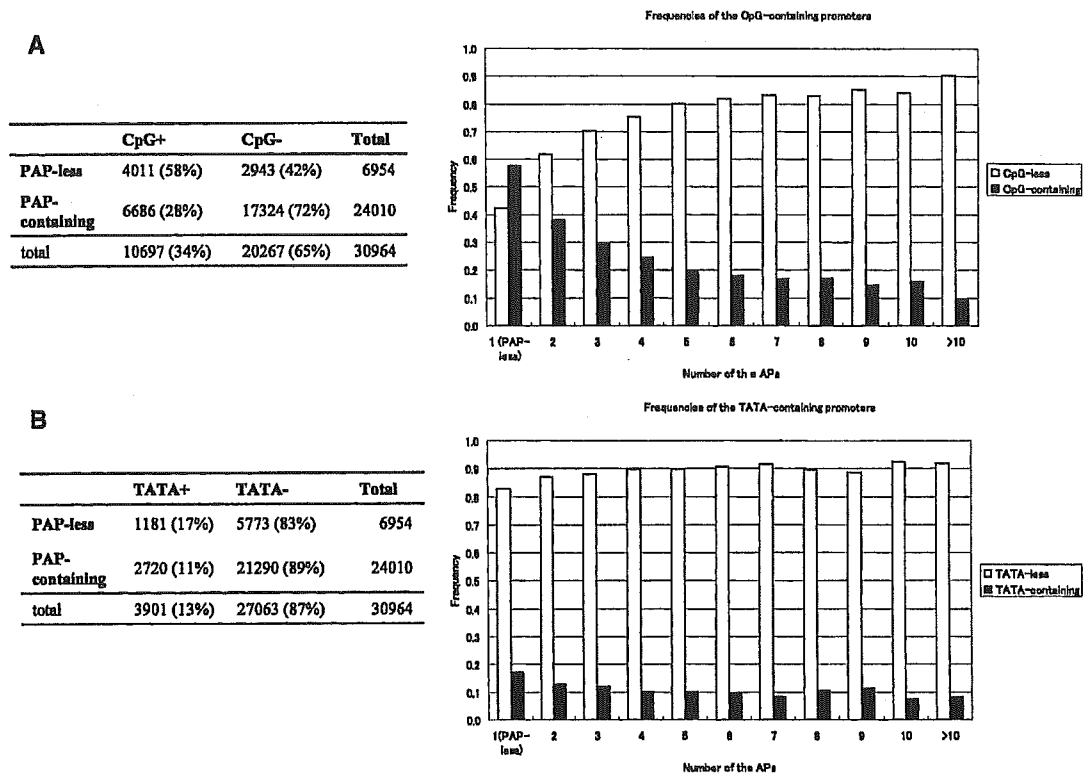 A
CpG+ CpG- Total
PAP-less 4011 (58%) 2943 (42%) 6954
PAP-
containing 6686 (28%) 17324 (72%) 24010
total 10697 (34%) 20267 (65%) 30964
Frequencies of the CpG-containing promoters
Frequency
1.0
0.9
0.8
0.7
0.6
0.5
0.4
0.3
0.2
0.1
0.0
1 (PAP-
less) 2 3 4 5 6 7 8 9 10 >10
Number of the APs
CpG-less
CpG-containing
B
TATA+ TATA- Total
PAP-less 1181 (17%) 5773 (83%) 6954
PAP-
containing 2720 (11%) 21290 (89%) 24010
total 3901 (13%) 27063 (87%) 30964
Frequencies of the TATA-containing promoters
Frequency
1.0
0.9
0.8
0.7
0.6
0.5
0.4
0.3
0.2
0.1
0.0
1(PAP-
less) 2 3 4 5 6 7 8 9 10 >10
Number of the APs
TATA-less
TATA-containing